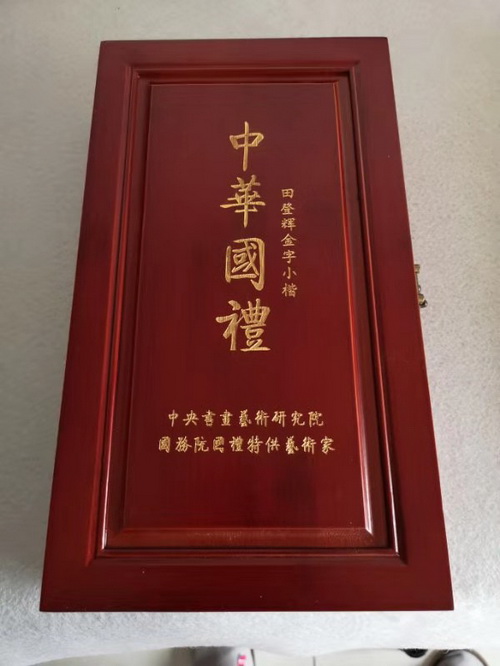 中華國禮
田登輝金字小楷
中央書畫藝術研究院
國務院國禮特供藝術家